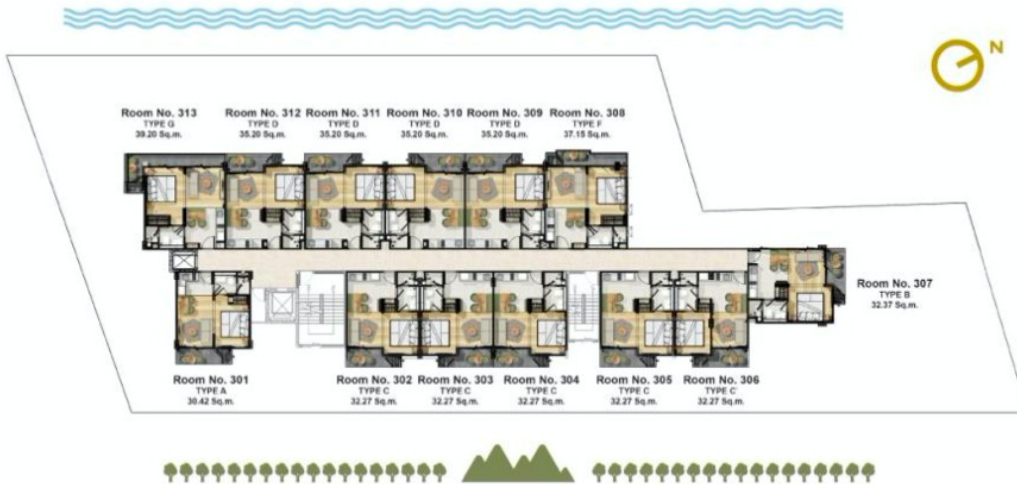 N
Room No. 313
TYPE G
39.20 Sq.m.
Room No. 312
TYPE D
35.20 Sq.m.
Room No. 311
TYPE D
35.20 Sq.m.
Room No. 310
TYPE D
35.20 Sq.m.
Room No. 309
TYPE D
35.20 Sq.m.
Room No. 308
TYPE F
37.15 Sq.m.
Room No. 307
TYPE B
32.37 Sq.m.
Room No. 301
TYPE A
30.42 Sq.m.
Room No. 302
TYPE C
32.27 Sq.m.
Room No. 303
TYPE C
32.27 Sq.m.
Room No. 304
TYPE C
32.27 Sq.m.
Room No. 305
TYPE C
32.27 Sq.m.
Room No. 306
TYPE C
32.27 Sq.m.